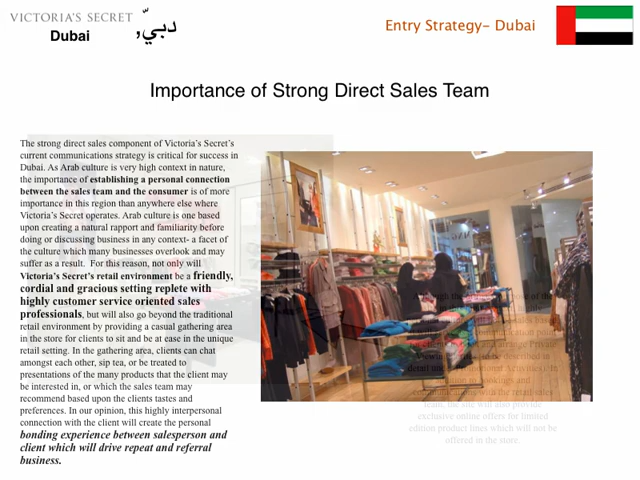 VICTORIA'S SECRET
Dubai
دبيّ,
Entry Strategy- Dubai
Importance of Strong Direct Sales Team
The strong direct sales component of Victoria's Secret's
current communications strategy is critical for success in
Dubai. As Arab culture is very high context in nature,
the importance of establishing a personal connection
between the sales team and the consumer is of more
importance in this region than anywhere else where
Victoria's Secret operates. Arab culture is one based
upon creating a natural rapport and familiarity before
doing or discussing business in any context- a facet of
the culture which many businesses overlook and may
suffer as a result. For this reason, not only will
Victoria's Secret's retail environment be a friendly,
cordial and gracious setting replete with
highly customer service oriented sales
professionals, but will also go beyond the traditional
retail environment by providing a casual gathering area
in the store for clients to sit and be at ease in the unique
retail setting. In the gathering area, clients can chat
amongst each other, sip tea, or be treated to
presentations of the many products that the client may
be interested in, or which the sales team may
recommend based upon the clients tastes and
preferences. In our opinion, this highly interpersonal
connection with the client will create the personal
bonding experience between salesperson and
client which will drive repeat and referral
business.
team, the site will also provide
exclusive online offers for limited
edition product lines which will not be
offered in the store.